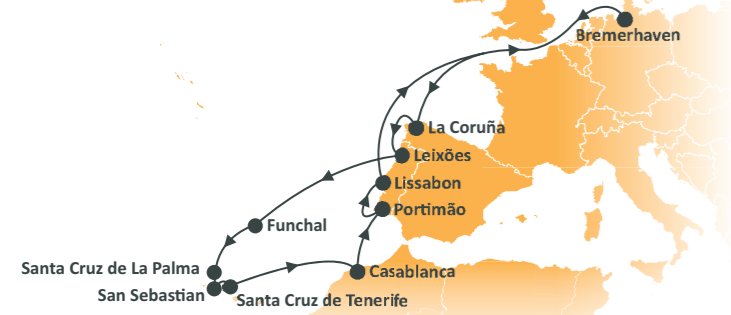 Bremerhaven
La Coruña
Leixões
Lissabon
Portimão
Funchal
Santa Cruz de La Palma
Casablanca
San Sebastian
Santa Cruz de Tenerife